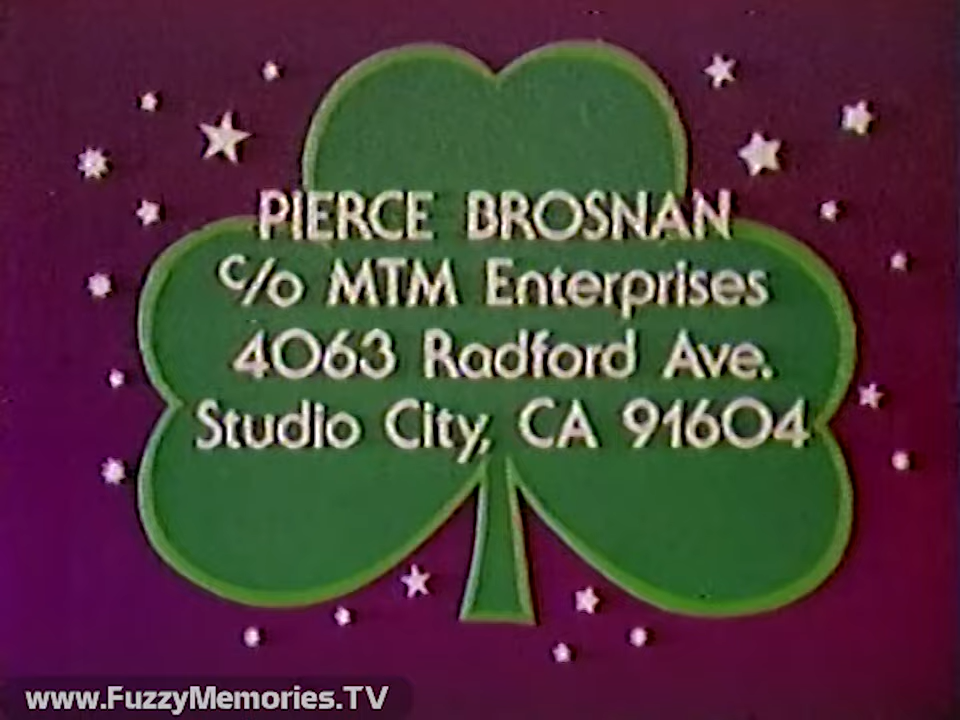 PIERCE BROSNAN
c/o MTM Enterprises
4063 Radford Ave.
Studio City, CA 91604
www.FuzzyMemories.TV